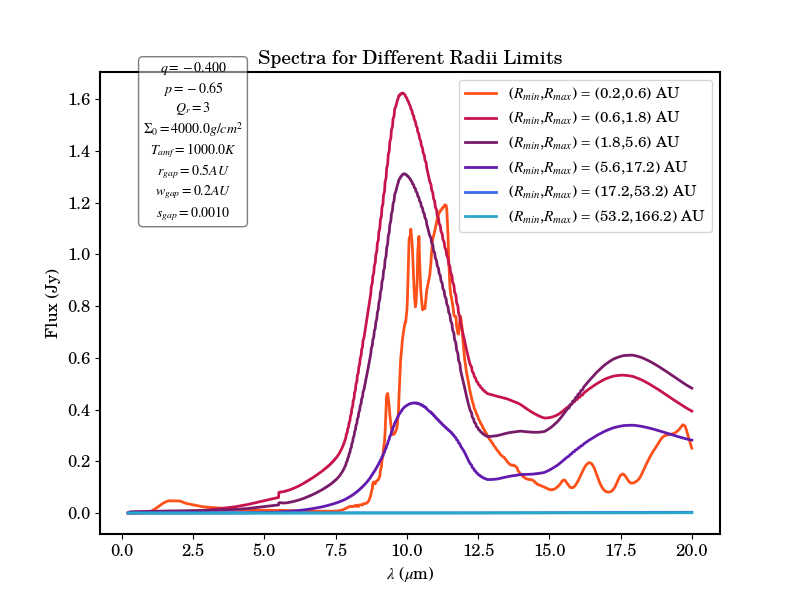 Spectra for Different Radii Limits
q = −0.400
p = −0.65
Q_r = 3
Σ_0 = 4000.0g/cm^2
T_amf = 1000.0K
r_gap = 0.5AU
w_gap = 0.2AU
s_gap = 0.0010
(R_min,R_max) = (0.2,0.6) AU
(R_min,R_max) = (0.6,1.8) AU
(R_min,R_max) = (1.8,5.6) AU
(R_min,R_max) = (5.6,17.2) AU
(R_min,R_max) = (17.2,53.2) AU
(R_min,R_max) = (53.2,166.2) AU
Flux (Jy)
1.6
1.4
1.2
1.0
0.8
0.6
0.4
0.2
0.0
0.0 2.5 5.0 7.5 10.0 12.5 15.0 17.5 20.0
λ (μm)